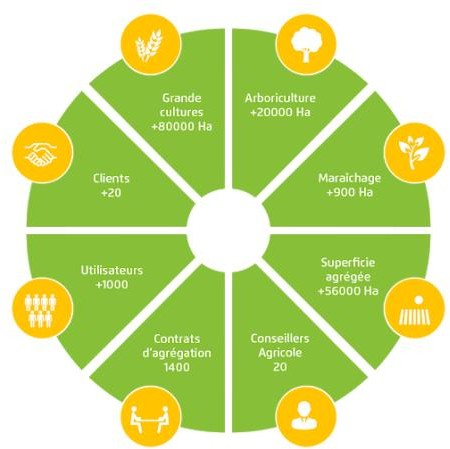 Grande
cultures
+80000 Ha
Arboriculture
+20000 Ha
Maraîchage
+900 Ha
Superficie
agrégée
+56000 Ha
Conseillers
Agricole
20
Contrats
d'agrégation
1400
Utilisateurs
+1000
Clients
+20